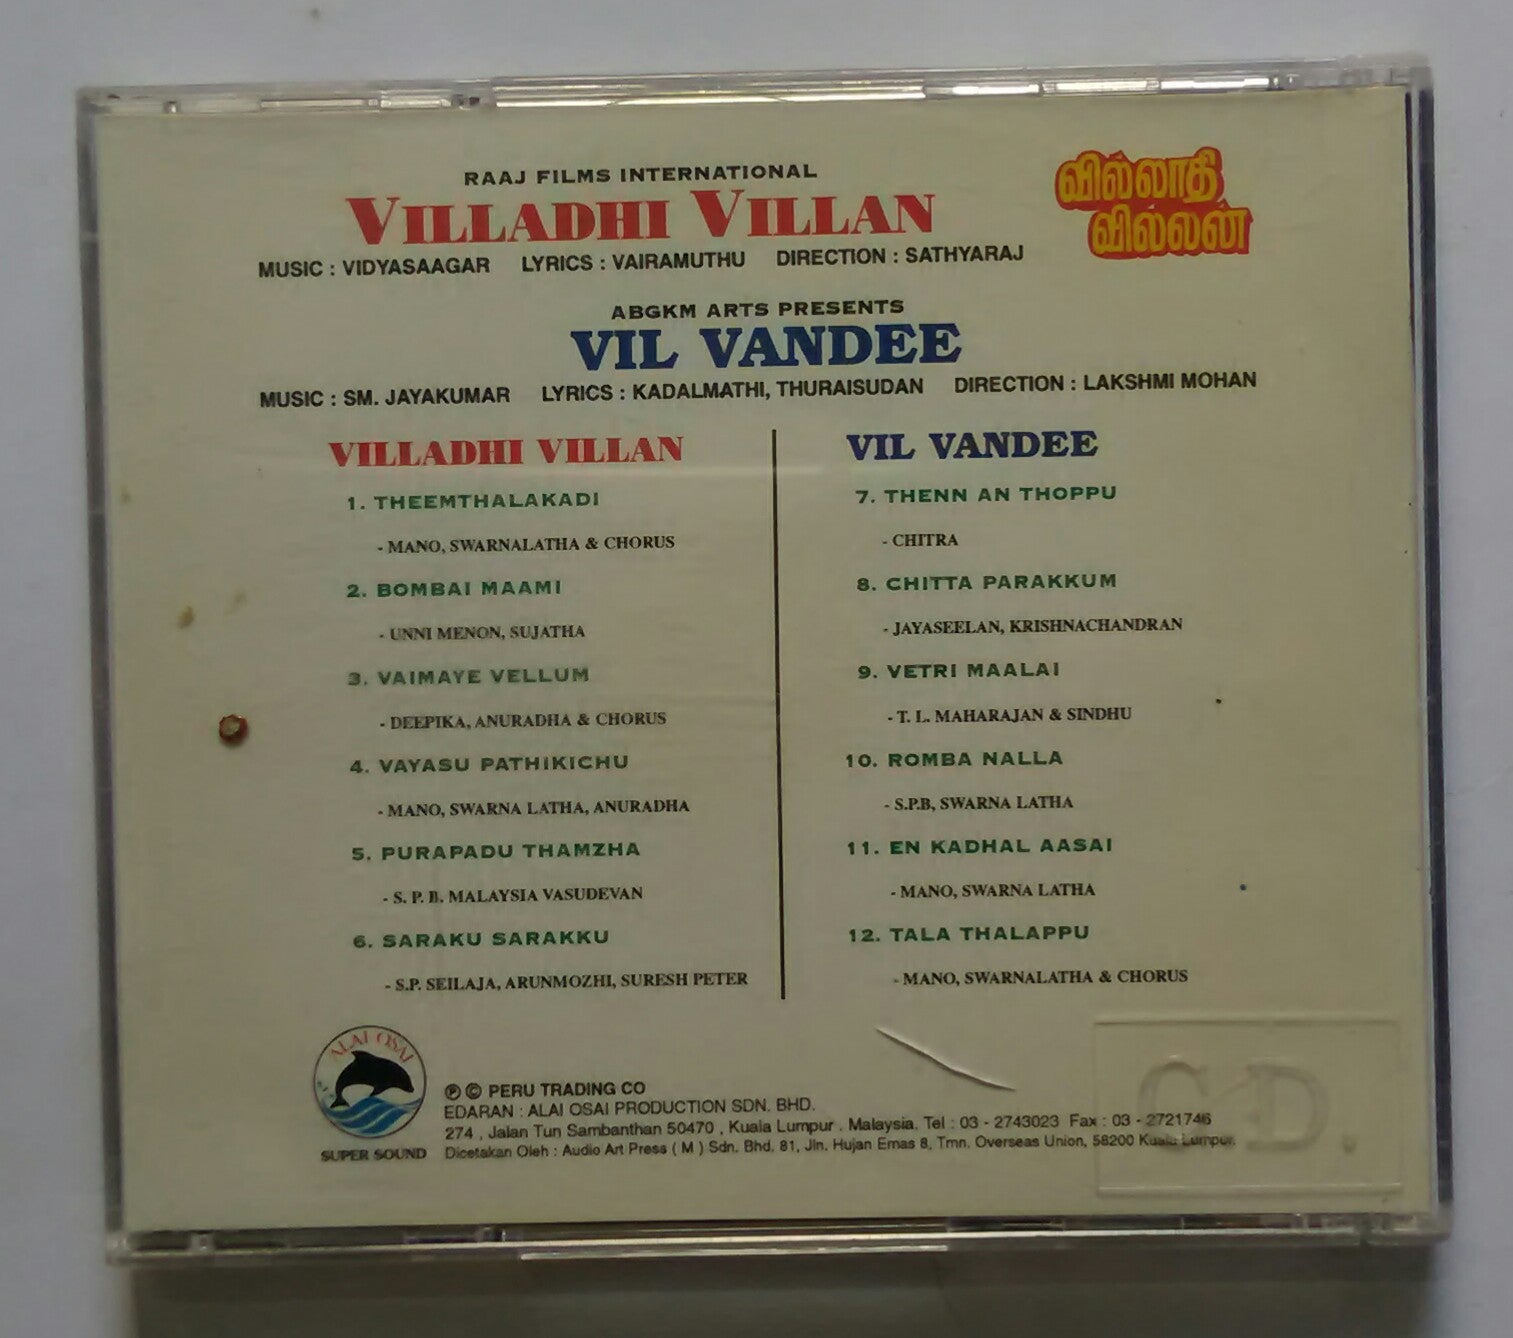 RAAJ FILMS INTERNATIONAL
VILLADHI VILLAN
வில்லாதி
வில்லன்
MUSIC : VIDYASAAGAR LYRICS : VAIRAMUTHU DIRECTION : SATHYARAJ
ABGKM ARTS PRESENTS
VIL VANDEE
MUSIC : SM. JAYAKUMAR LYRICS : KADALMATHI, THURAISUDAN DIRECTION : LAKSHMI MOHAN
VILLADHI VILLAN
1. THEEMTHALAKADI
- MANO, SWARNALATHA & CHORUS
2. BOMBAI MAAMI
- UNNI MENON, SUJATHA
3. VAIMAYE VELLUM
- DEEPIKA, ANURADHA & CHORUS
4. VAYASU PATHIKICHU
- MANO, SWARNA LATHA, ANURADHA
5. PURAPADU THAMZHA
- S. P. B. MALAYSIA VASUDEVAN
6. SARAKU SARAKKU
- S.P. SEILAJA, ARUNMOZHI, SURESH PETER
VIL VANDEE
7. THENN AN THOPPU
- CHITRA
8. CHITTA PARAKKUM
- JAYASEELAN, KRISHNACHANDRAN
9. VETRI MAALAI
- T. L. MAHARAJAN & SINDHU
10. ROMBA NALLA
- S.P.B, SWARNA LATHA
11. EN KADHAL AASAI
- MANO, SWARNA LATHA
12. TALA THALAPPU
- MANO, SWARNALATHA & CHORUS
ALAI OSAI
SUPER SOUND
℗ © PERU TRADING CO
EDARAN : ALAI OSAI PRODUCTION SDN. BHD.
274 , Jalan Tun Sambanthan 50470 , Kuala Lumpur . Malaysia. Tel : 03 - 2743023 Fax : 03 - 2721746
Dicetakan Oleh : Audio Art Press ( M ) Sdn. Bhd. 81, Jln. Hujan Emas 8, Tmn. Overseas Union, 58200 Kuala Lumpur.
C.D.